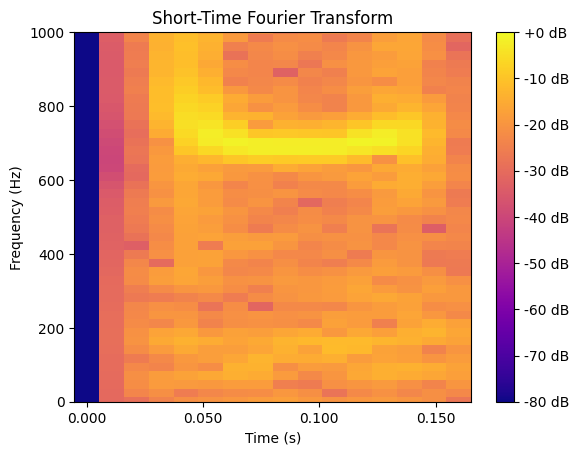 Short-Time Fourier Transform
Frequency (Hz)
1000
800
600
400
200
0
0.000
0.050
0.100
0.150
Time (s)
+0 dB
-10 dB
-20 dB
-30 dB
-40 dB
-50 dB
-60 dB
-70 dB
-80 dB